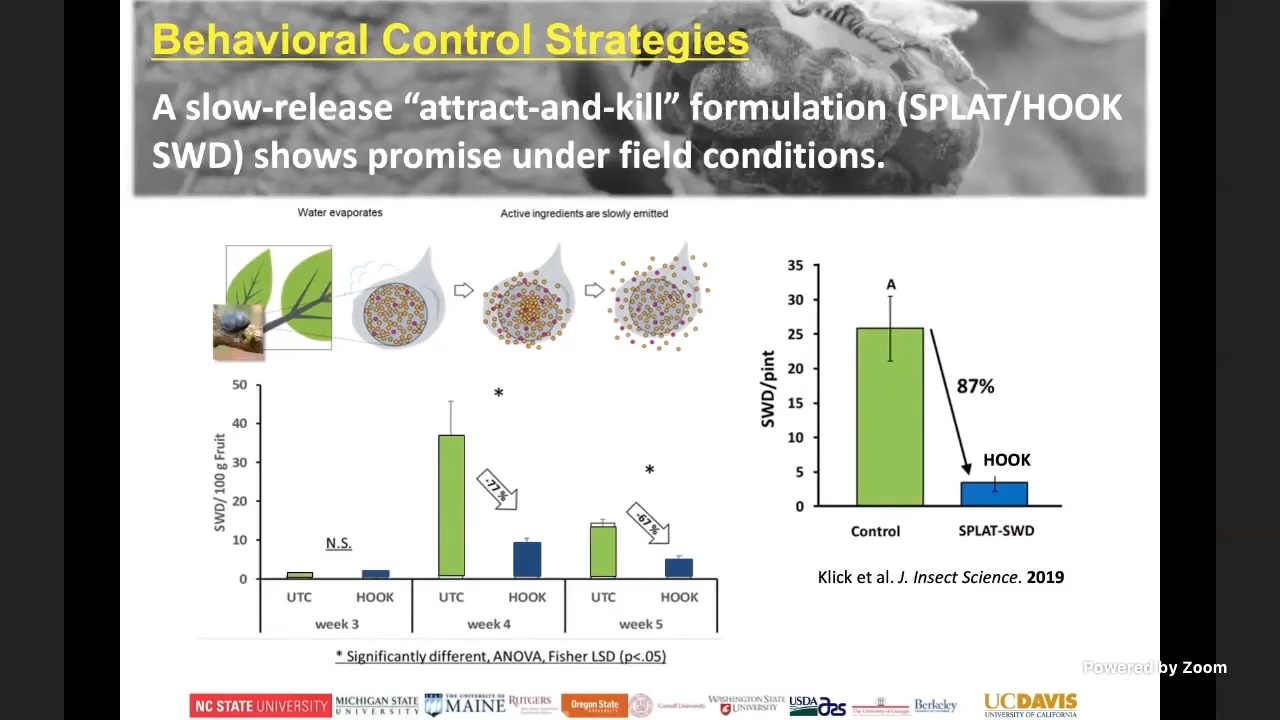 Behavioral Control Strategies
A slow-release “attract-and-kill” formulation (SPLAT/HOOK
SWD) shows promise under field conditions.
Water evaporates
Active ingredients are slowly emitted
50
40
30
20
10
0
SWD/ 100 g Fruit
N.S.
*
-77 %
*
-67 %
UTC HOOK UTC HOOK UTC HOOK
week 3 week 4 week 5
* Significantly different, ANOVA, Fisher LSD (p<.05)
35
30
25
20
15
10
5
0
SWD/pint
A
87%
HOOK
Control SPLAT-SWD
Klick et al. J. Insect Science. 2019
Powered by Zoom
NC STATE UNIVERSITY
MICHIGAN STATE
UNIVERSITY
THE UNIVERSITY OF
MAINE
RUTGERS
Oregon State
UNIVERSITY
Cornell University
WASHINGTON STATE
UNIVERSITY
USDA
The University of Georgia
Berkeley
UCDAVIS
UNIVERSITY OF CALIFORNIA